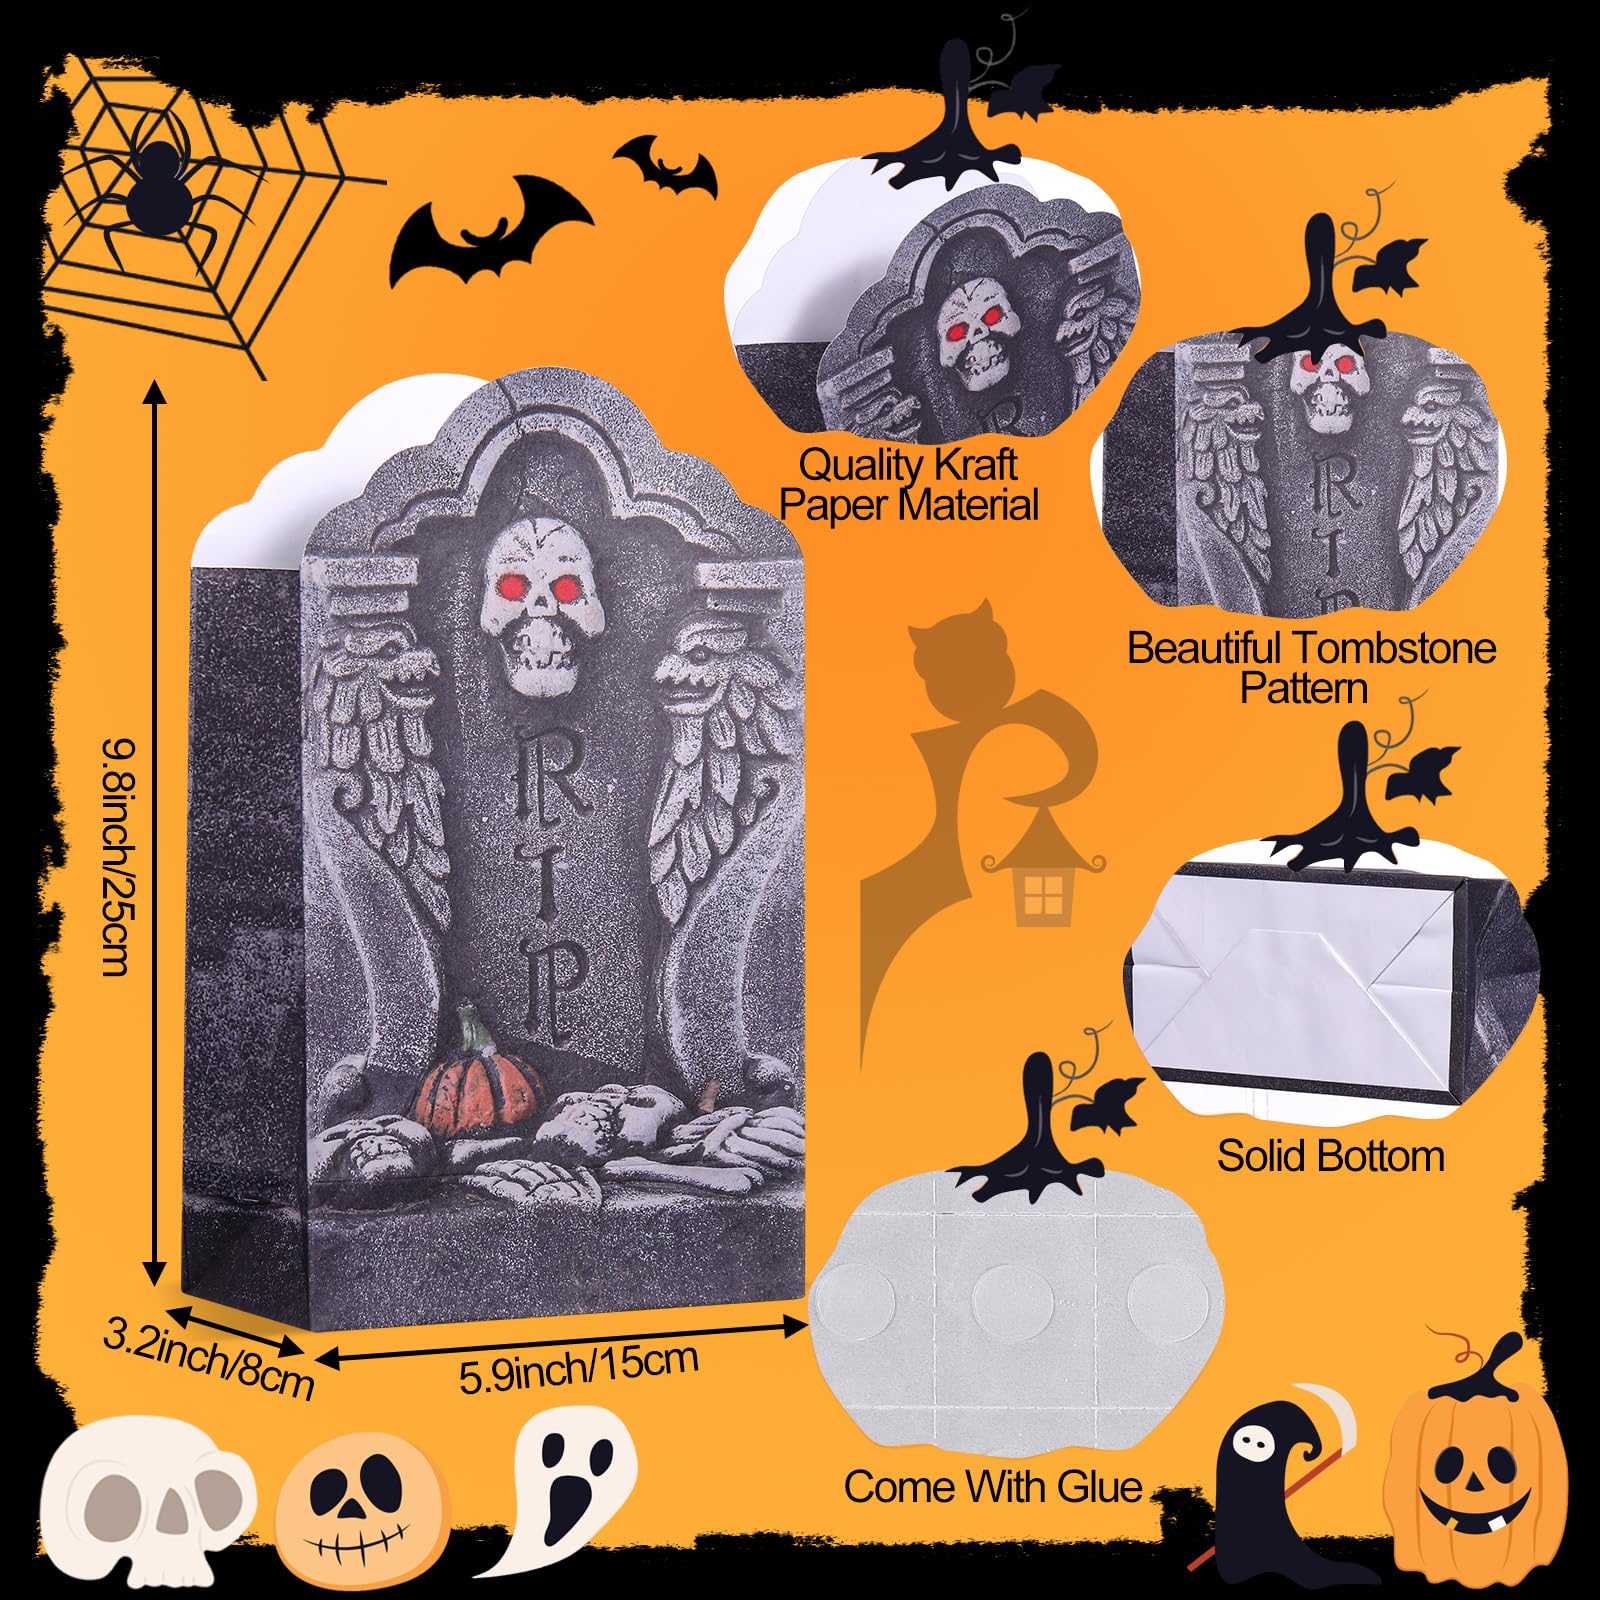 Quality Kraft
Paper Material
Beautiful Tombstone
Pattern
R
I
P
R
I
P
9.8inch/25cm
Solid Bottom
3.2inch/8cm
5.9inch/15cm
Come With Glue